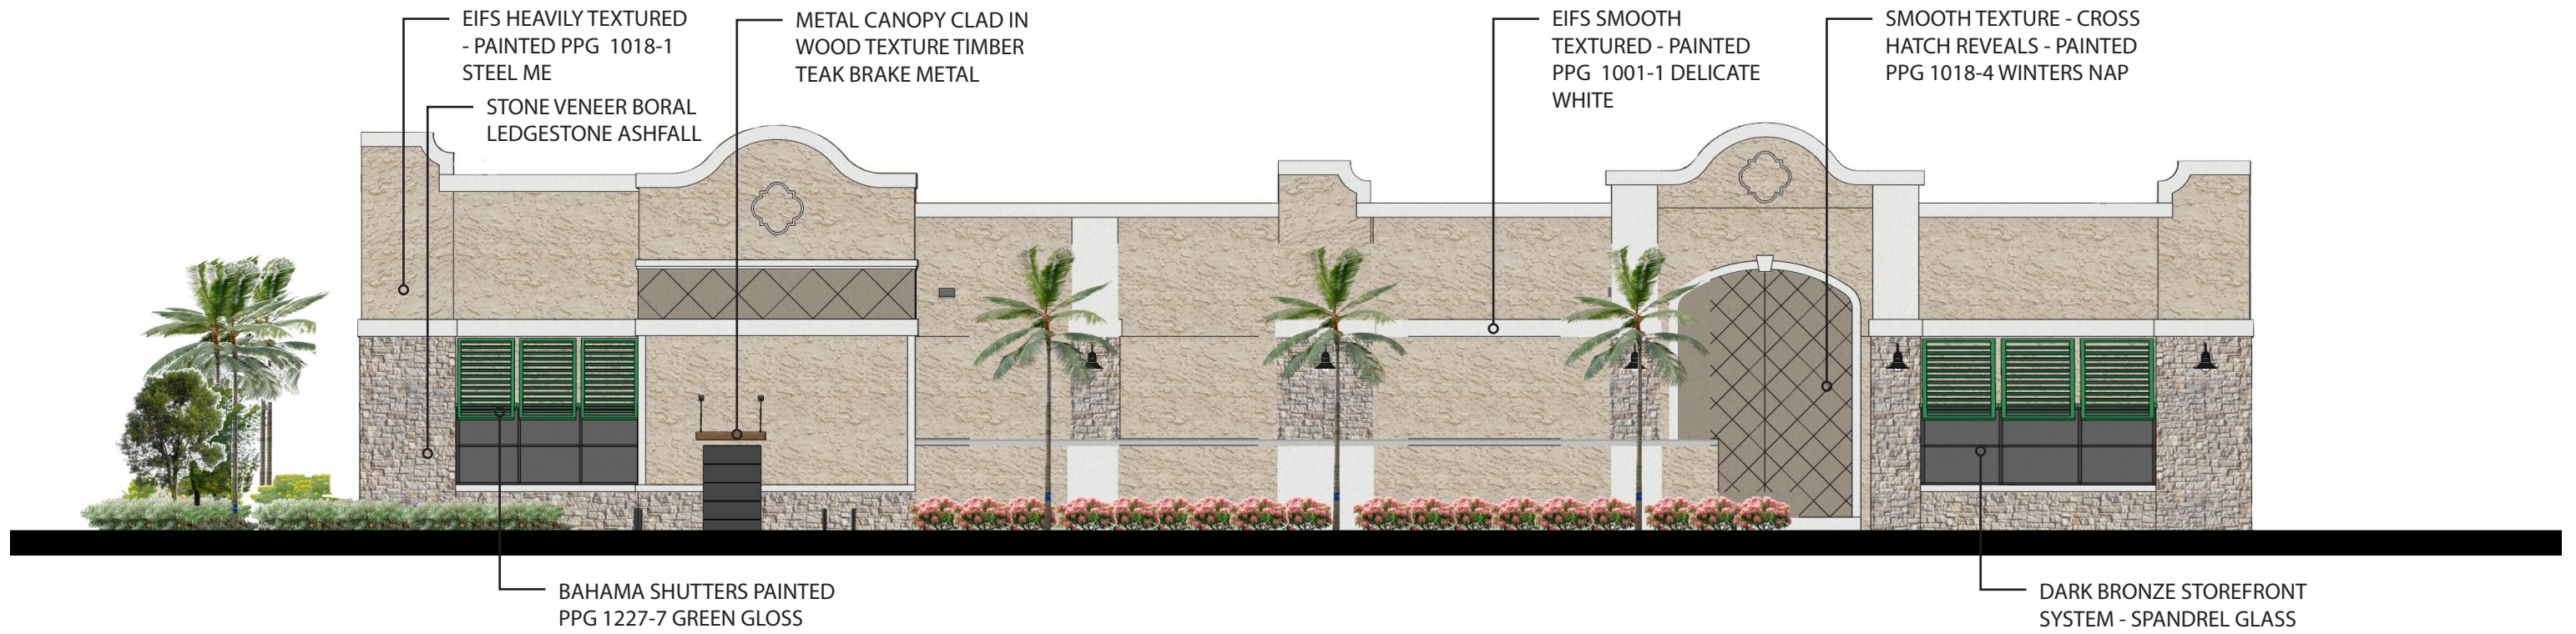 EIFS HEAVILY TEXTURED
- PAINTED PPG 1018-1
STEEL ME
STONE VENEER BORAL
LEDGESTONE ASHFALL
METAL CANOPY CLAD IN
WOOD TEXTURE TIMBER
TEAK BRAKE METAL
EIFS SMOOTH
TEXTURED - PAINTED
PPG 1001-1 DELICATE
WHITE
SMOOTH TEXTURE - CROSS
HATCH REVEALS - PAINTED
PPG 1018-4 WINTERS NAP
BAHAMA SHUTTERS PAINTED
PPG 1227-7 GREEN GLOSS
DARK BRONZE STOREFRONT
SYSTEM - SPANDREL GLASS